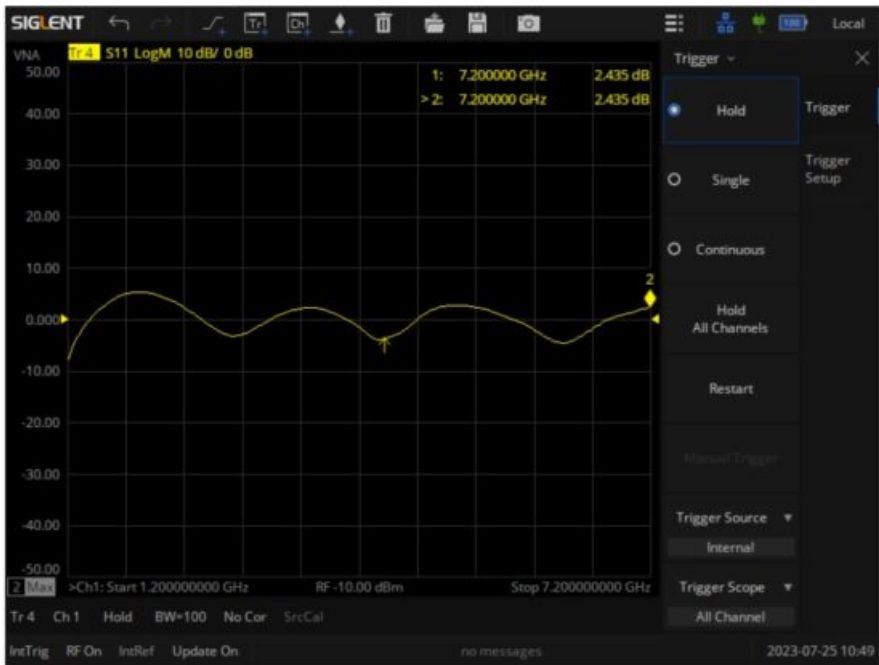 SIGLENT Tr Ch 100 Local
VNA Tr 4 S11 LogM 10 dB/ 0 dB
1: 7.200000 GHz 2.435 dB
> 2: 7.200000 GHz 2.435 dB
50.00
40.00
30.00
20.00
10.00
0.000
-10.00
-20.00
-30.00
-40.00
-50.00
2
2 Max >Ch1: Start 1.200000000 GHz RF -10.00 dBm Stop 7.200000000 GHz
Tr 4 Ch 1 Hold BW=100 No Cor SrcCal
Trigger
Hold
Single
Continuous
Hold
All Channels
Restart
Manual Trigger
Trigger Source
Internal
Trigger Scope
All Channel
Trigger
Trigger
Setup
IntTrig RF On IntRef Update On no messages 2023-07-25 10:49